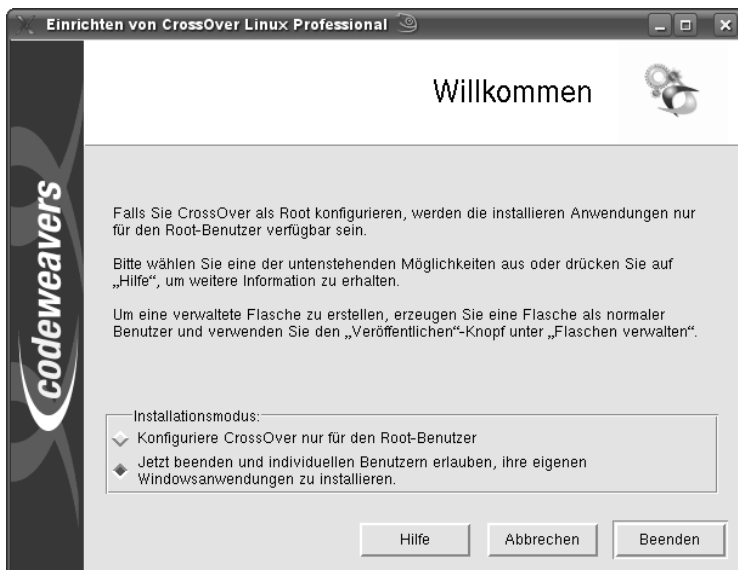 Einrichten von CrossOver Linux Professional
Willkommen
codeweavers
Falls Sie CrossOver als Root konfigurieren, werden die installieren Anwendungen nur
für den Root-Benutzer verfügbar sein.
Bitte wählen Sie eine der untenstehenden Möglichkeiten aus oder drücken Sie auf
„Hilfe“, um weitere Information zu erhalten.
Um eine verwaltete Flasche zu erstellen, erzeugen Sie eine Flasche als normaler
Benutzer und verwenden Sie den „Veröffentlichen“-Knopf unter „Flaschen verwalten“.
Installationsmodus:
Konfiguriere CrossOver nur für den Root-Benutzer
Jetzt beenden und individuellen Benutzern erlauben, ihre eigenen
Windowsanwendungen zu installieren.
Hilfe
Abbrechen
Beenden